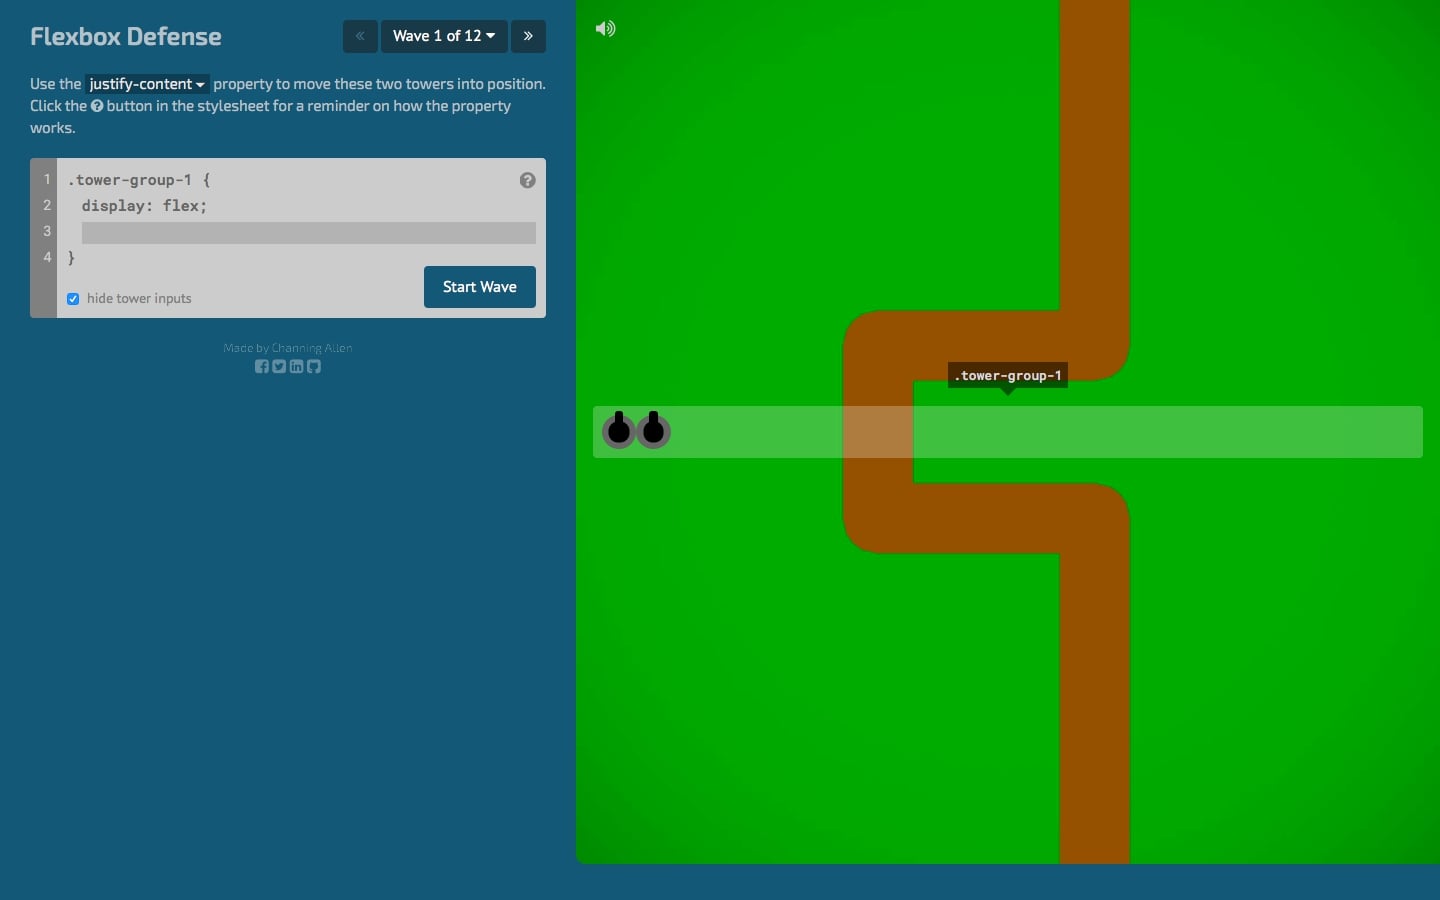 Flexbox Defense
« Wave 1 of 12 »
Use the justify-content property to move these two towers into position.
Click the ? button in the stylesheet for a reminder on how the property
works.
1 .tower-group-1 { ?
2 display: flex;
3
4 }
hide tower inputs
Start Wave
Made by Channing Allen
.tower-group-1